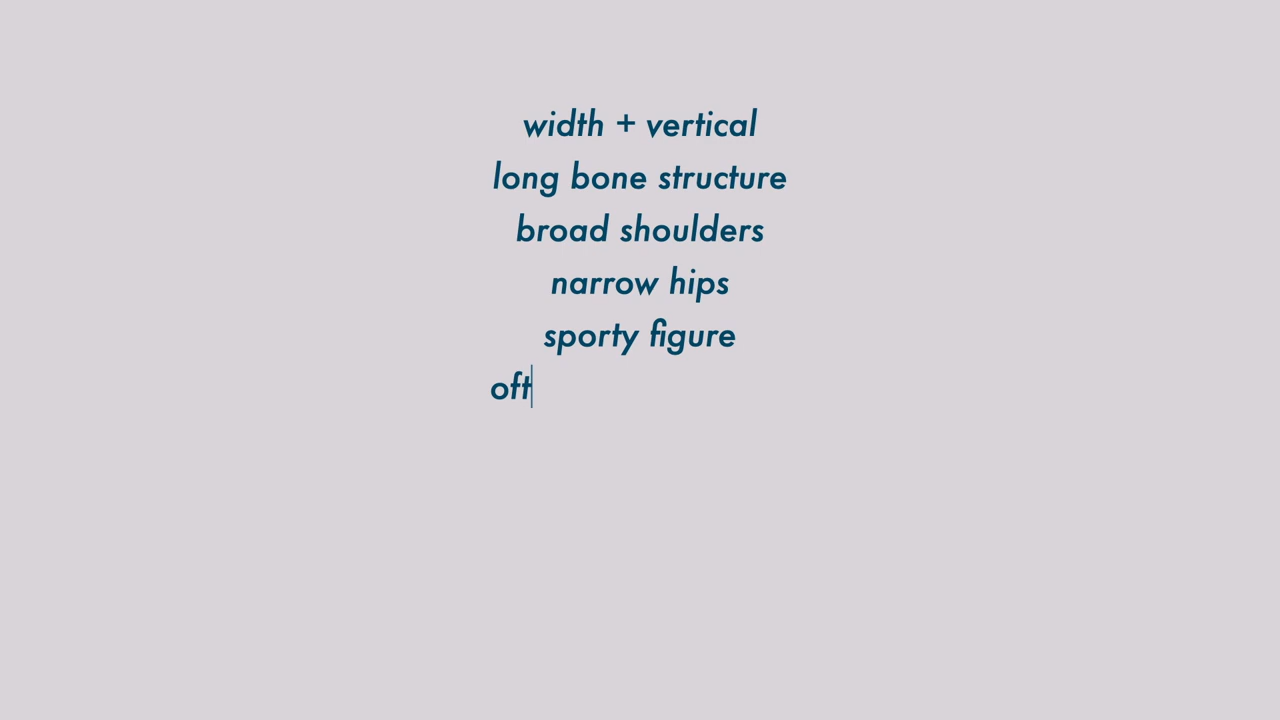 width + vertical
long bone structure
broad shoulders
narrow hips
sporty figure
oft